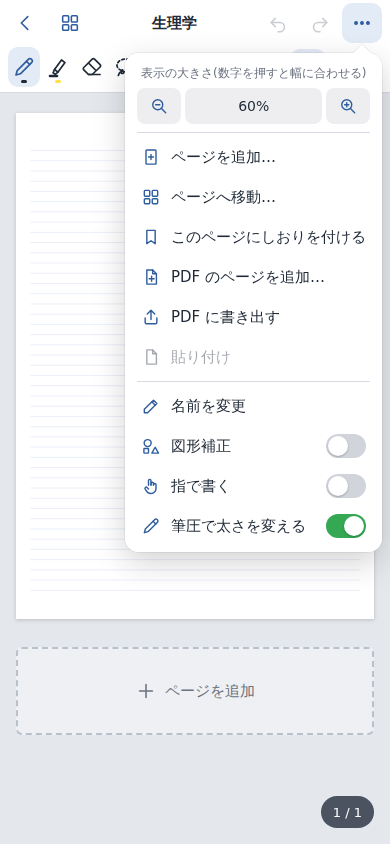 生理学
表示の大きさ(数字を押すと幅に合わせる)
60%
ページを追加…
ページへ移動…
このページにしおりを付ける
PDF のページを追加…
PDF に書き出す
貼り付け
名前を変更
図形補正
指で書く
筆圧で太さを変える
ページを追加
1 / 1